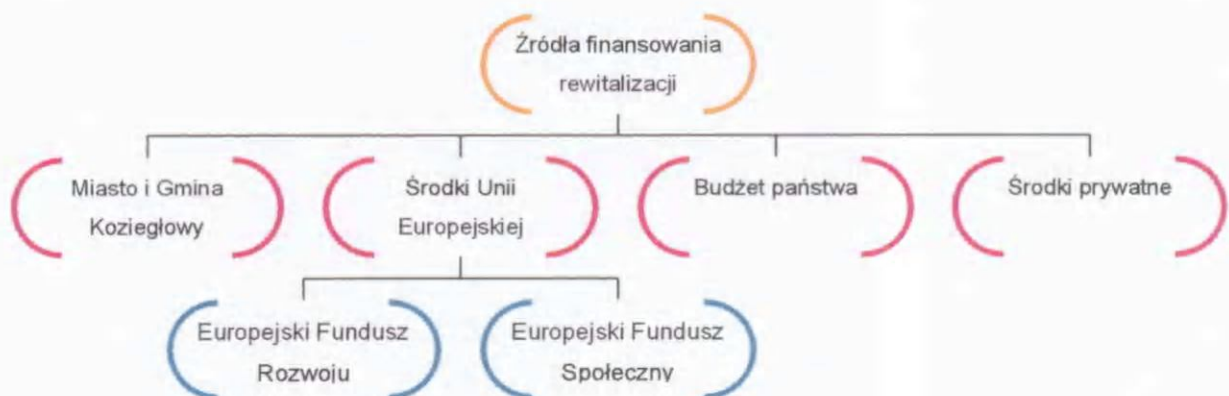 Źródła finansowania
rewitalizacji
Miasto i Gmina
Koziegłowy
Środki Unii
Europejskiej
Budżet państwa
Środki prywatne
Europejski Fundusz
Rozwoju
Europejski Fundusz
Społeczny